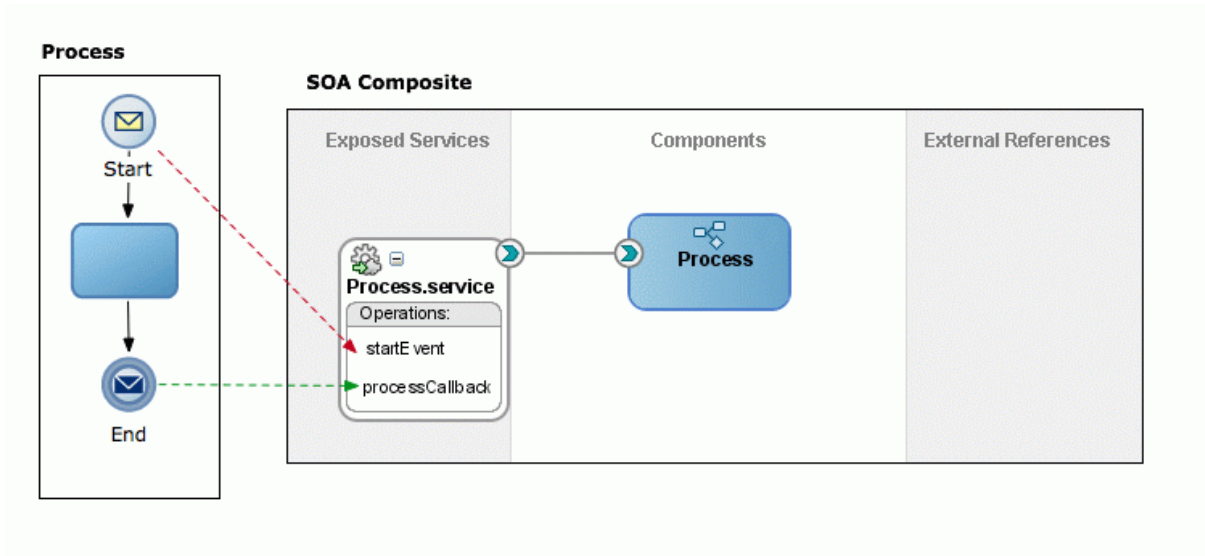 Process
Start
End
SOA Composite
Exposed Services
Components
External References
Process.service
Operations:
startE vent
processCallback
Process